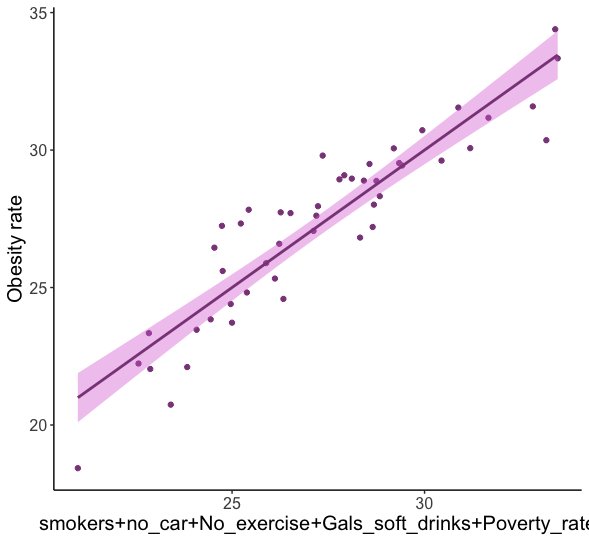 35
30
25
20
Obesity rate
25 30
smokers+no_car+No_exercise+Gals_soft_drinks+Poverty_rate